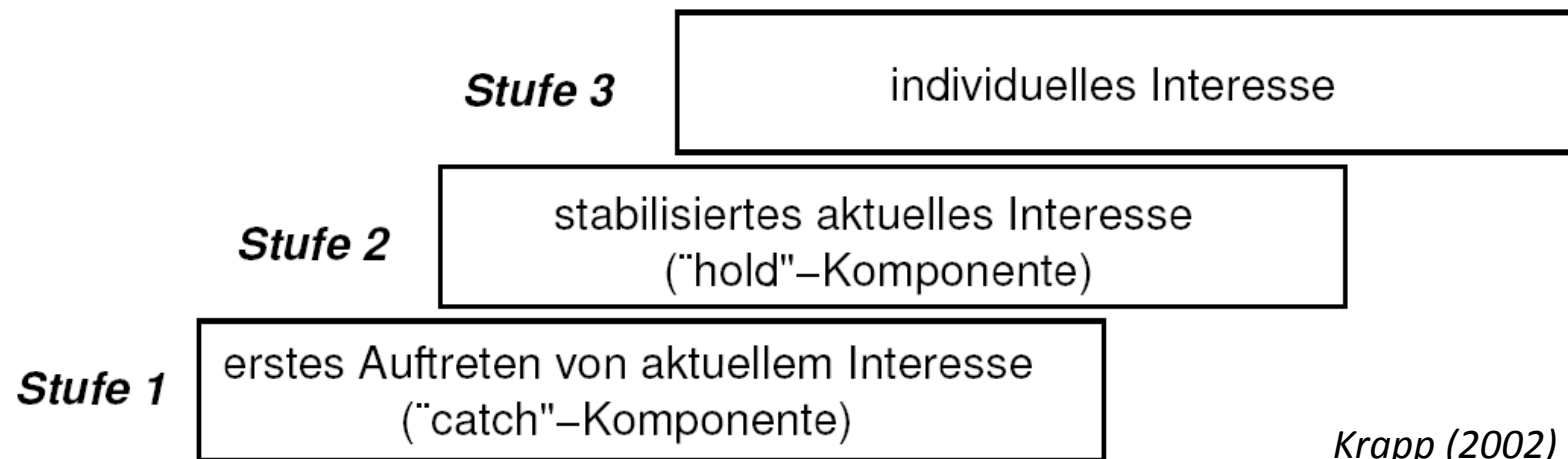 Stufe 3
individuelles Interesse
Stufe 2
stabilisiertes aktuelles Interesse
(¨hold"–Komponente)
Stufe 1
erstes Auftreten von aktuellem Interesse
(¨catch"–Komponente)
Krapp (2002)